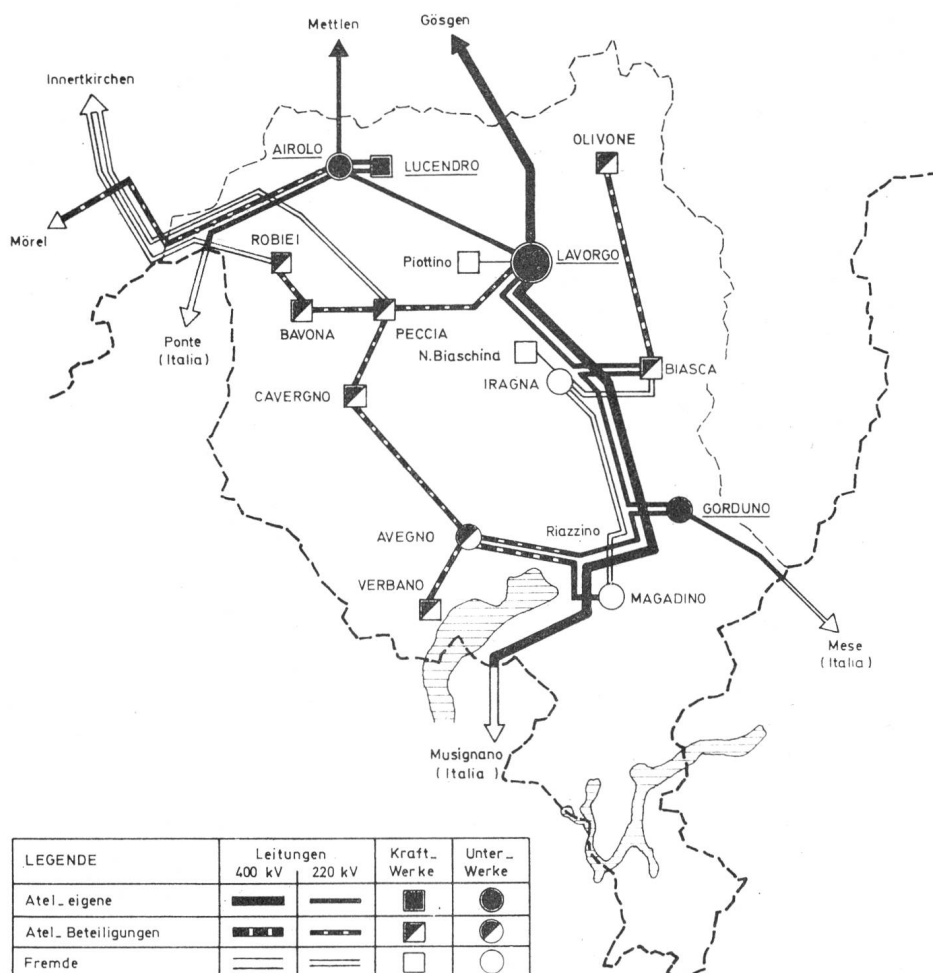 Mettlen
Gösgen
Innertkirchen
AIROLO
LUCENDRO
OLIVONE
Mörel
ROBIEI
Piottino
LAVORGO
Ponte
(Italia)
BAVONA
PECCIA
N.Biaschina
IRAGNA
BIASCA
CAVERGNO
GORDUNO
Riazzino
AVEGNO
VERBANO
MAGADINO
Mese
(Italia)
Musignano
(Italia)
LEGENDE
Leitungen
400 kV
220 kV
Kraft_
Werke
Unter_
Werke
Atel_eigene
Atel_Beteiligungen
Fremde